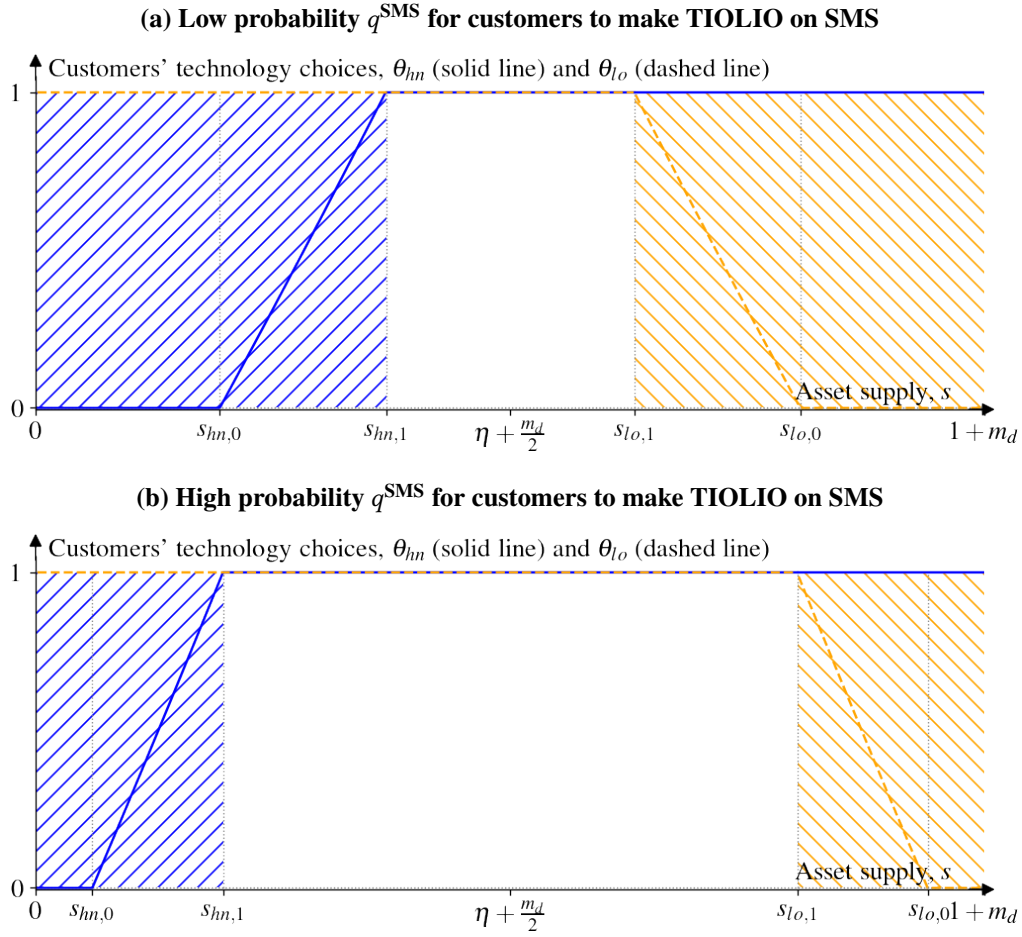 (a) Low probability q^SMS for customers to make TIOLIO on SMS
Customers' technology choices, θ_hn (solid line) and θ_lo (dashed line)
1
Asset supply, s
0
0 s_hn,0 s_hn,1 η + m_d/2 s_lo,1 s_lo,0 1 + m_d
(b) High probability q^SMS for customers to make TIOLIO on SMS
Customers' technology choices, θ_hn (solid line) and θ_lo (dashed line)
1
Asset supply, s
0
0 s_hn,0 s_hn,1 η + m_d/2 s_lo,1 s_lo,0 1 + m_d